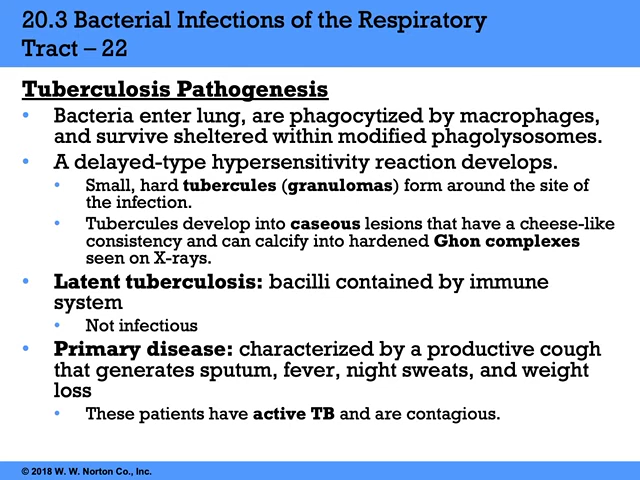 20.3 Bacterial Infections of the Respiratory
Tract – 22
Tuberculosis Pathogenesis
• Bacteria enter lung, are phagocytized by macrophages,
and survive sheltered within modified phagolysosomes.
• A delayed-type hypersensitivity reaction develops.
• Small, hard tubercules (granulomas) form around the site of
the infection.
• Tubercules develop into caseous lesions that have a cheese-like
consistency and can calcify into hardened Ghon complexes
seen on X-rays.
• Latent tuberculosis: bacilli contained by immune
system
• Not infectious
• Primary disease: characterized by a productive cough
that generates sputum, fever, night sweats, and weight
loss
• These patients have active TB and are contagious.
© 2018 W. W. Norton Co., Inc.